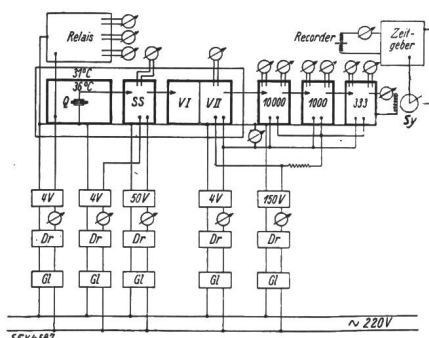 Relais
Recorder
Zeit-
geber
31°C
36°C
Q
SS
VI
VII
10000
1000
333
Sy
4V
4V
50V
4V
150V
Dr
Dr
Dr
Dr
Dr
Gl
Gl
Gl
Gl
Gl
~ 220V